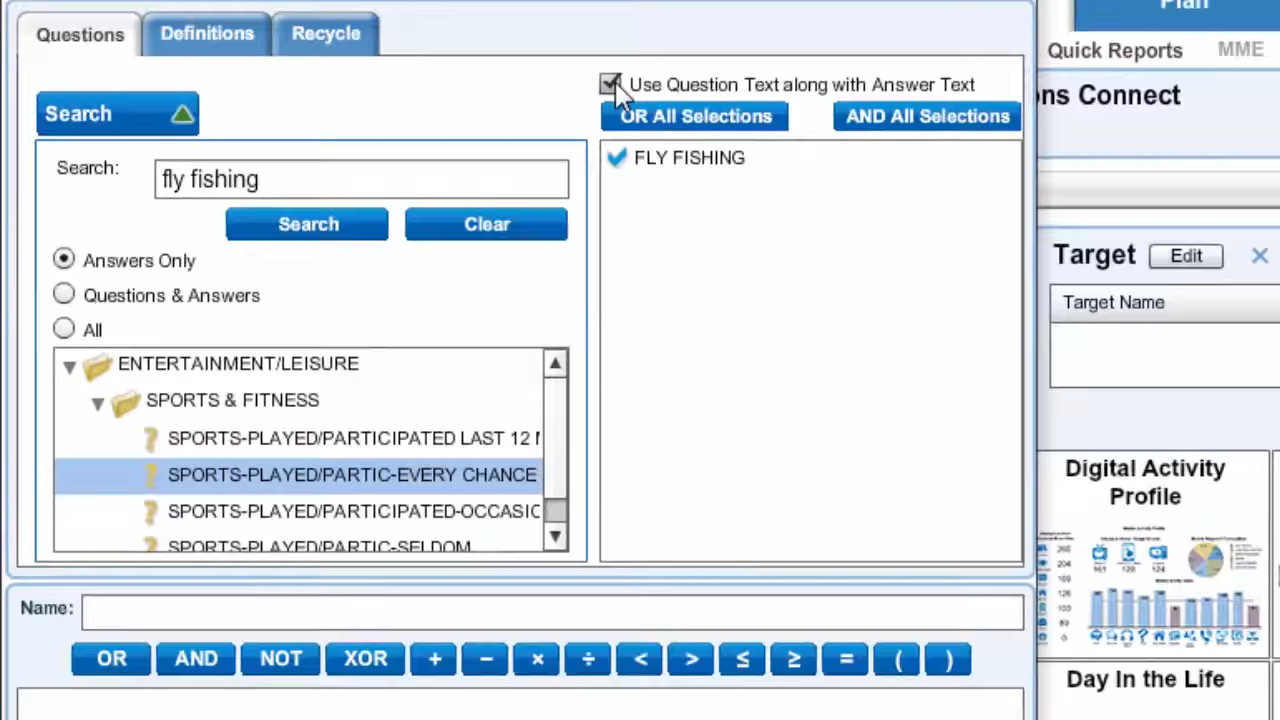 Questions
Definitions
Recycle
Plan
Quick Reports
MME
ns Connect
Use Question Text along with Answer Text
Search
OR All Selections
AND All Selections
Search:
fly fishing
FLY FISHING
Search
Clear
Answers Only
Questions & Answers
All
Target
Edit
Target Name
ENTERTAINMENT/LEISURE
SPORTS & FITNESS
SPORTS-PLAYED/PARTICIPATED LAST 12
SPORTS-PLAYED/PARTIC-EVERY CHANCE
SPORTS-PLAYED/PARTICIPATED-OCCASIC
SPORTS-PLAYED/PARTIC-SELDOM
Digital Activity
Profile
Name:
OR AND NOT XOR + − × ÷ < > ≤ ≥ = ( )
Day In the Life